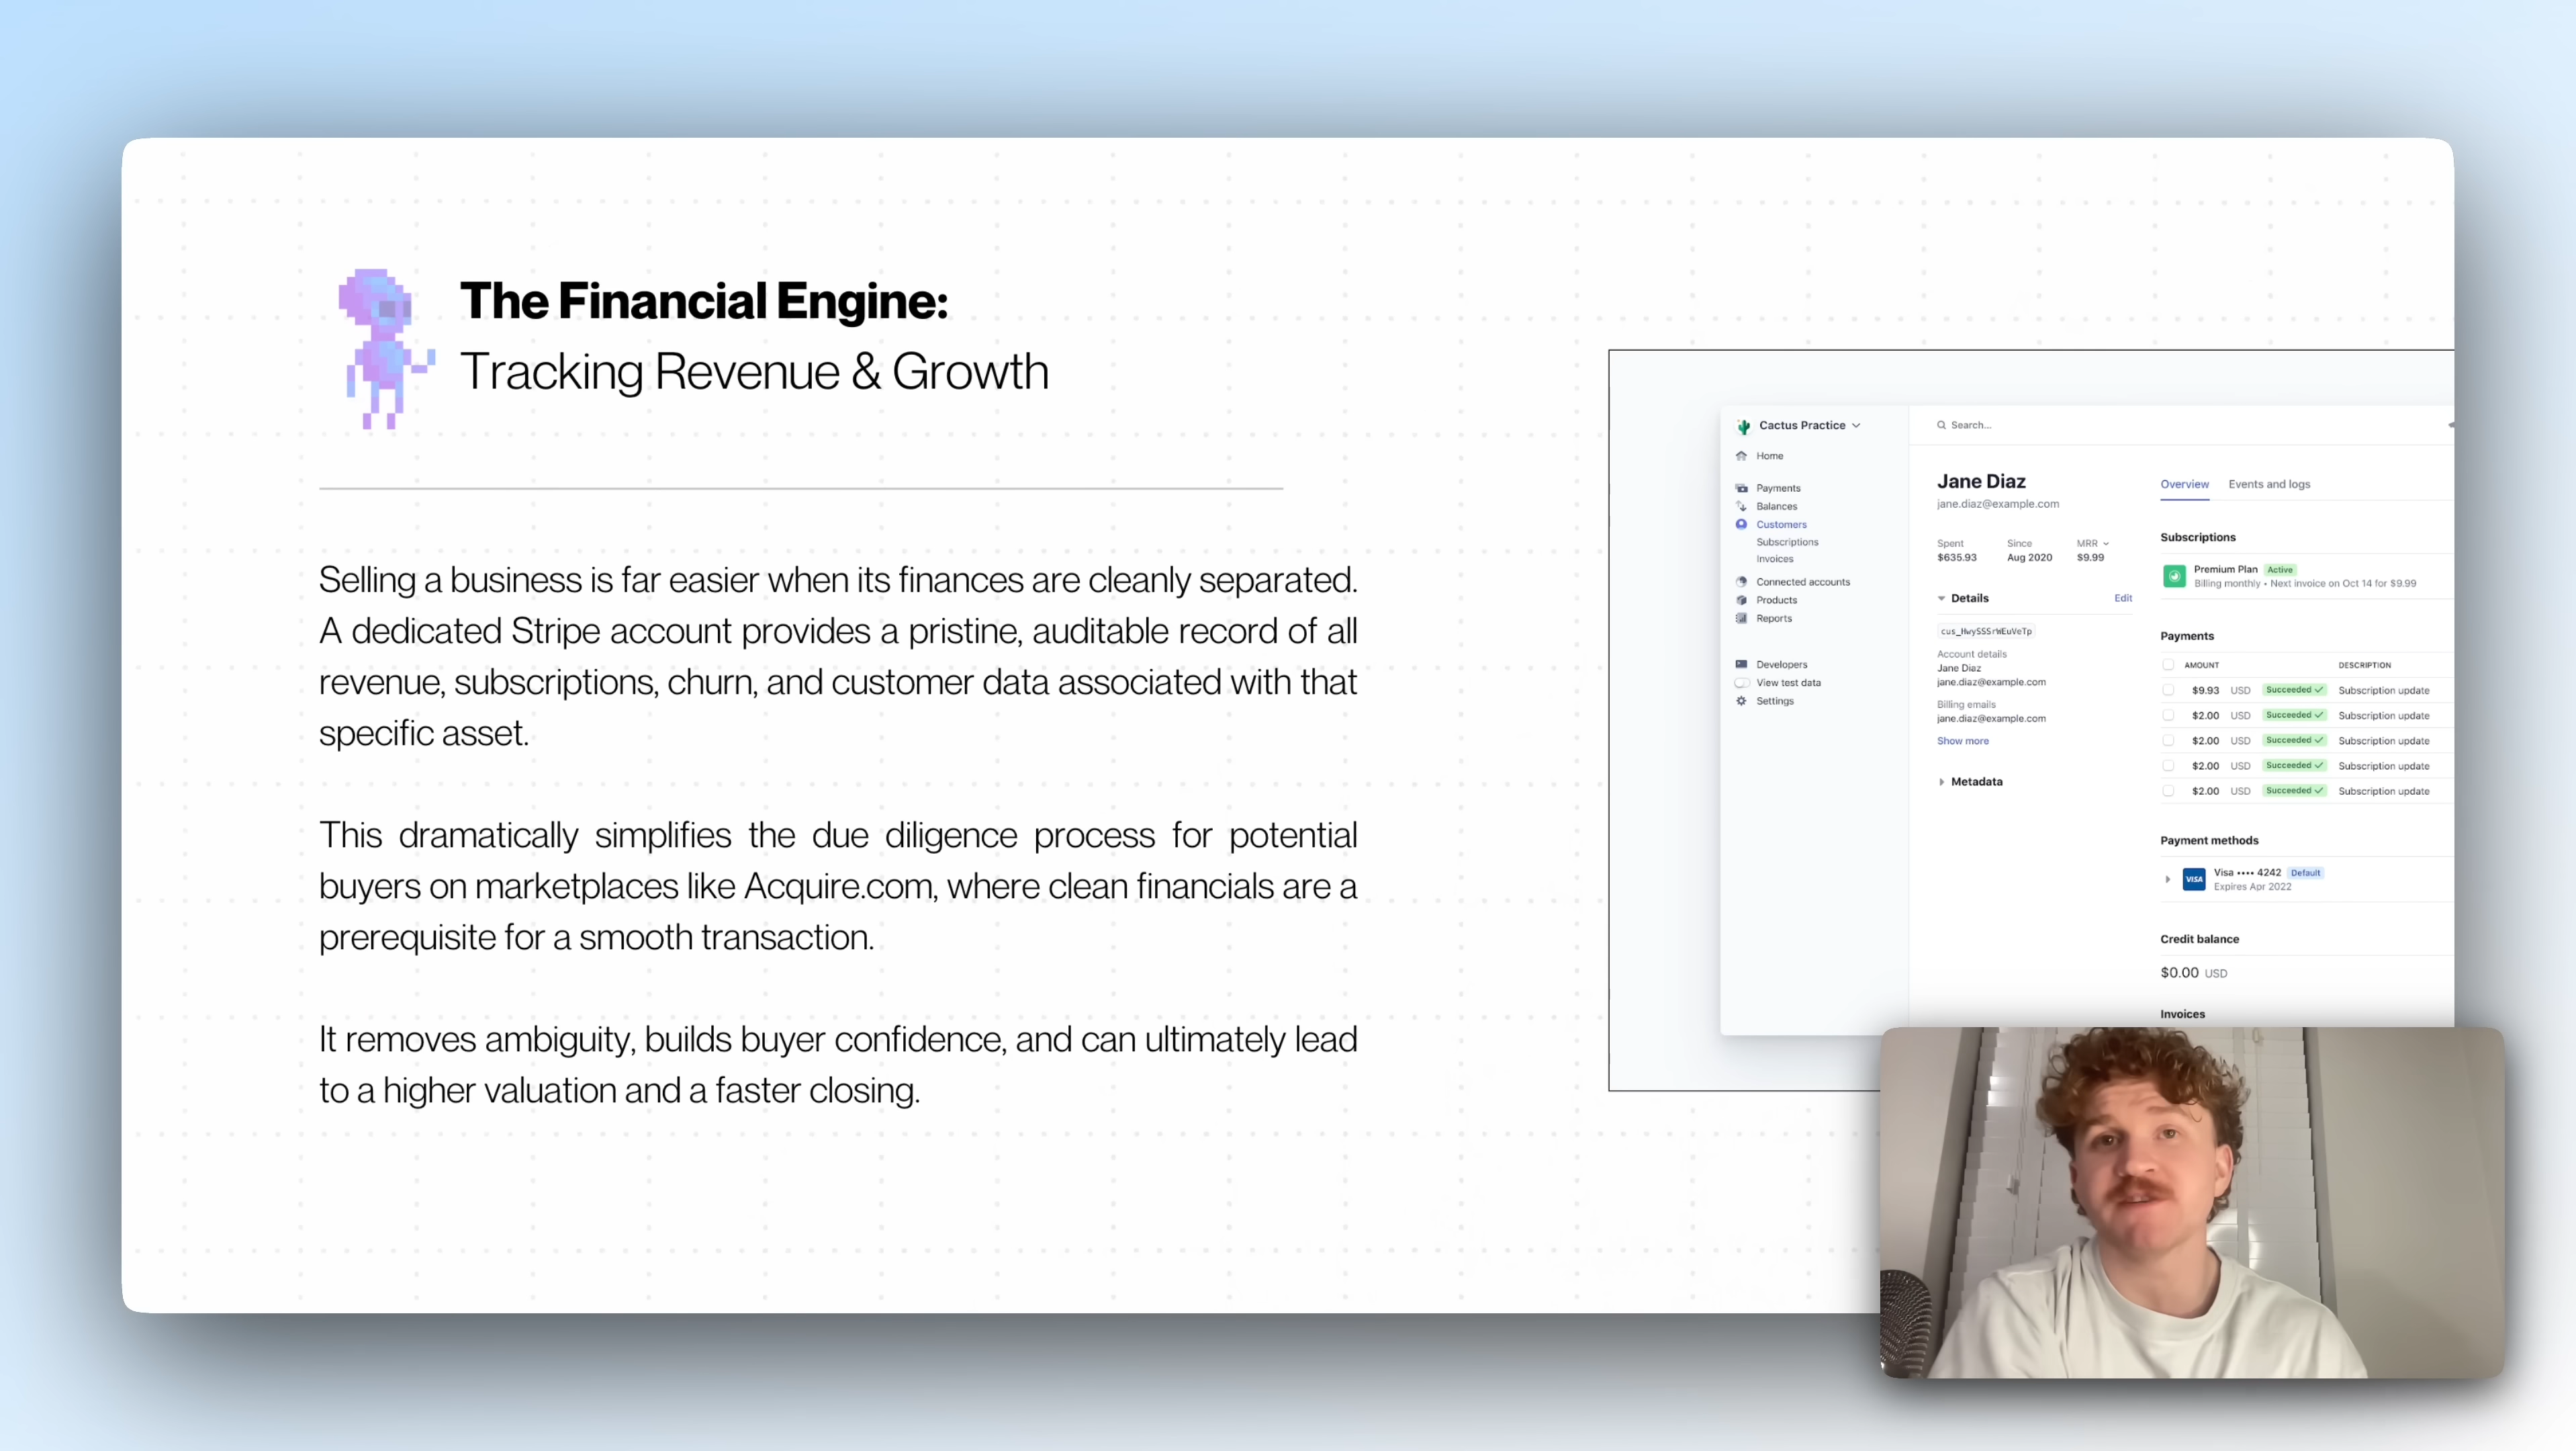 The Financial Engine:
Tracking Revenue & Growth
Selling a business is far easier when its finances are cleanly separated.
A dedicated Stripe account provides a pristine, auditable record of all
revenue, subscriptions, churn, and customer data associated with that
specific asset.
This dramatically simplifies the due diligence process for potential
buyers on marketplaces like Acquire.com, where clean financials are a
prerequisite for a smooth transaction.
It removes ambiguity, builds buyer confidence, and can ultimately lead
to a higher valuation and a faster closing.
Cactus Practice
Home
Payments
Balances
Customers
Subscriptions
Invoices
Connected accounts
Products
Reports
Developers
View test data
Settings
Search...
Jane Diaz
jane.diaz@example.com
Spent Since MRR
$635.93 Aug 2020 $9.99
Details Edit
cus_HwySSSrWEuVeTp
Account details
Jane Diaz
jane.diaz@example.com
Billing emails
jane.diaz@example.com
Show more
Metadata
Overview Events and logs
Subscriptions
Premium Plan Active
Billing monthly • Next invoice on Oct 14 for $9.99
Payments
AMOUNT DESCRIPTION
$9.93 USD Succeeded ✓ Subscription update
$2.00 USD Succeeded ✓ Subscription update
$2.00 USD Succeeded ✓ Subscription update
$2.00 USD Succeeded ✓ Subscription update
$2.00 USD Succeeded ✓ Subscription update
Payment methods
VISA Visa •••• 4242 Default
Expires Apr 2022
Credit balance
$0.00 USD
Invoices